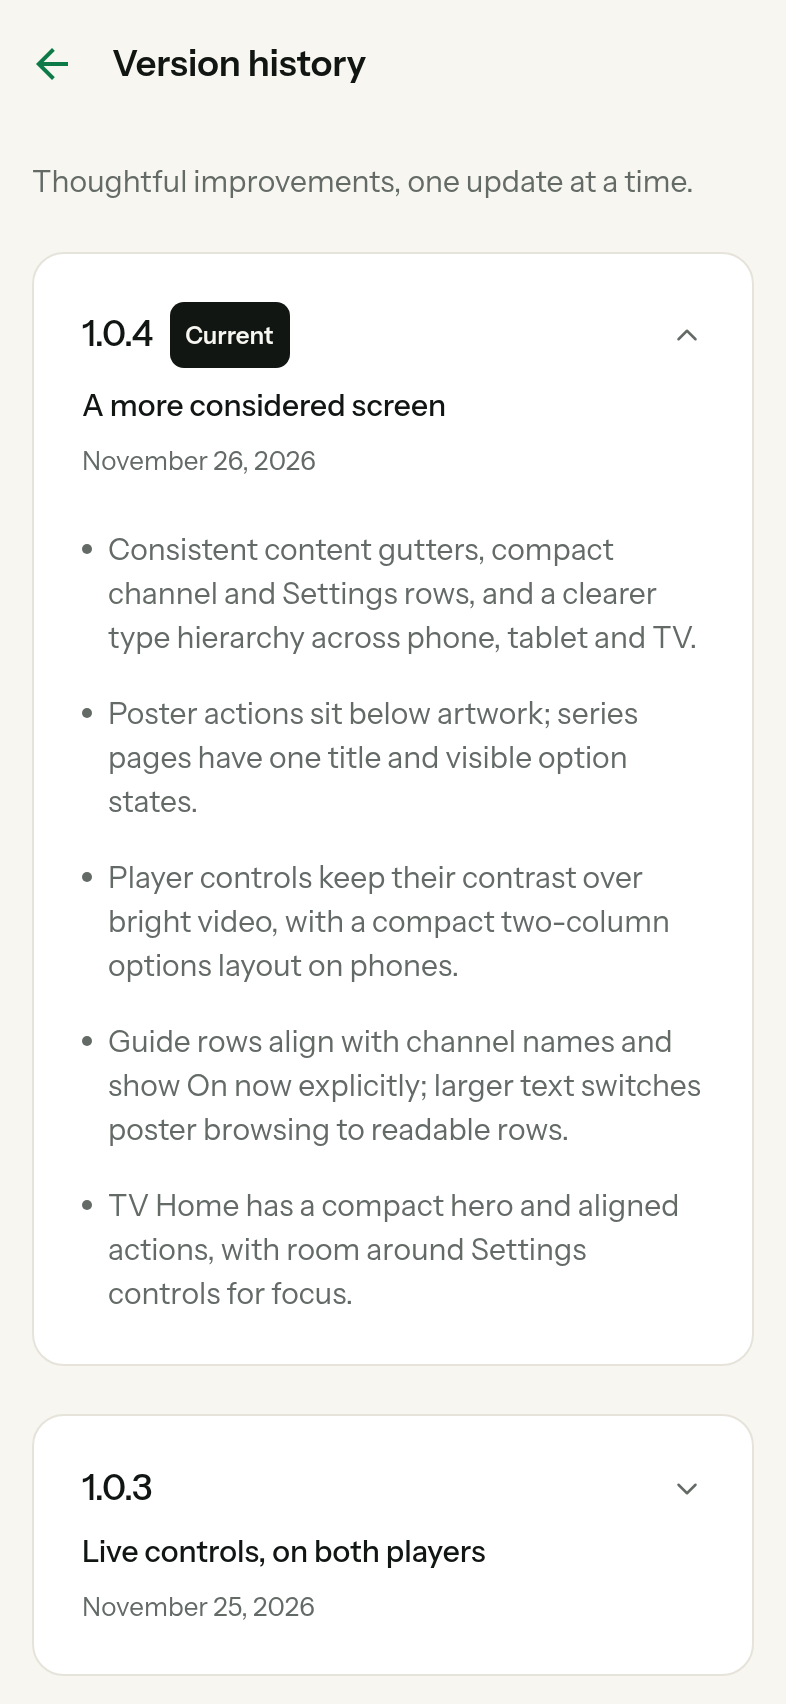 Version history
Thoughtful improvements, one update at a time.
1.0.4 Current
A more considered screen
November 26, 2026
• Consistent content gutters, compact
channel and Settings rows, and a clearer
type hierarchy across phone, tablet and TV.
• Poster actions sit below artwork; series
pages have one title and visible option
states.
• Player controls keep their contrast over
bright video, with a compact two-column
options layout on phones.
• Guide rows align with channel names and
show On now explicitly; larger text switches
poster browsing to readable rows.
• TV Home has a compact hero and aligned
actions, with room around Settings
controls for focus.
1.0.3
Live controls, on both players
November 25, 2026